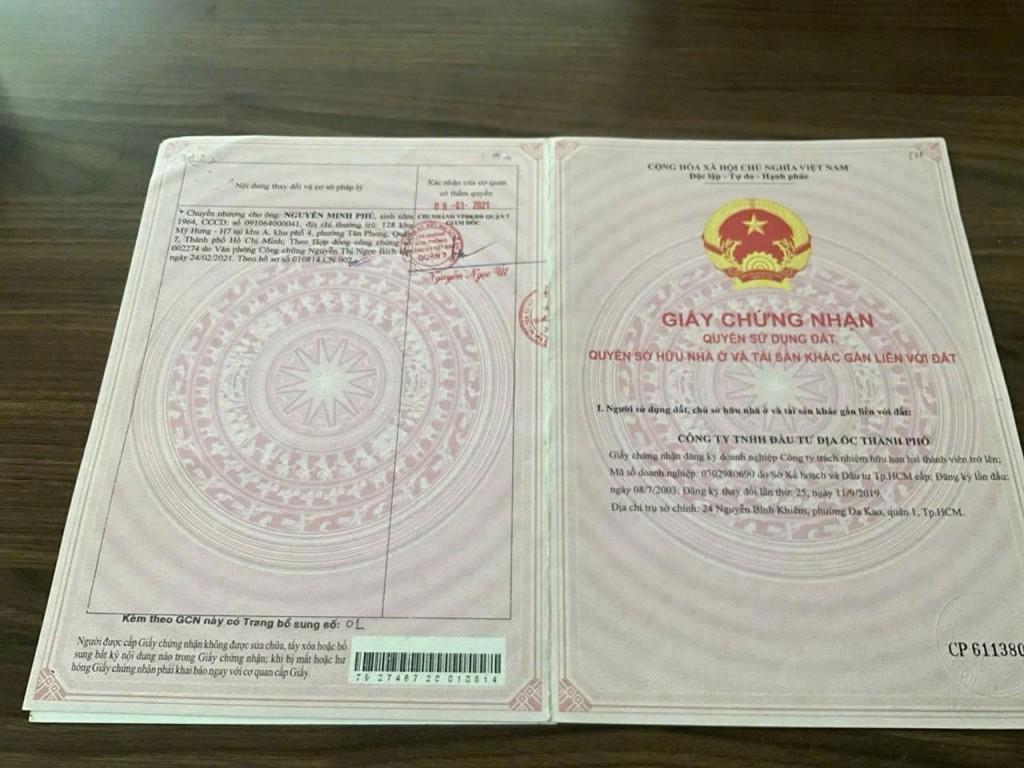 Nội dung thay đổi và cơ sở pháp lý
Xác nhận của cơ quan
có thẩm quyền
* Chuyển nhượng cho ông: NGUYỄN MINH PHÚ, sinh năm
1964, CCCD: số 091064000041, địa chỉ thường trú: 128 khu
Mỹ Hưng - H7 tại khu A, khu phố 4, phường Tân Phong, Quận
7, Thành phố Hồ Chí Minh; Theo Hợp đồng công chứng số
002274 do Văn phòng Công chứng Nguyễn Thị Ngọc Bích lập
ngày 24/02/2021. Theo hồ sơ số 010814.CN.002
-03- 2021
CHI NHÁNH VPĐKĐĐ QUẬN 7
GIÁM ĐỐC
QUẬN 7
Nguyễn Ngọc
Kèm theo GCN này có Trang bổ sung số: 01
Người được cấp Giấy chứng nhận không được sửa chữa, tẩy xóa hoặc bổ
sung bất kỳ nội dung nào trong Giấy chứng nhận; khi bị mất hoặc hư
hỏng Giấy chứng nhận phải khai báo ngay với cơ quan cấp Giấy.
CỘNG HÒA XÃ HỘI CHỦ NGHĨA VIỆT NAM
Độc lập - Tự do - Hạnh phúc
GIẤY CHỨNG NHẬN
QUYỀN SỬ DỤNG ĐẤT
QUYỀN SỞ HỮU NHÀ Ở VÀ TÀI SẢN KHÁC GẮN LIỀN VỚI ĐẤT
I. Người sử dụng đất, chủ sở hữu nhà ở và tài sản khác gắn liền với đất:
CÔNG TY TNHH ĐẦU TƯ ĐỊA ỐC THÀNH PHỐ
Giấy chứng nhận đăng ký doanh nghiệp Công ty trách nhiệm hữu hạn hai thành viên trở lên;
Mã số doanh nghiệp: 0302980690 do Sở Kế hoạch và Đầu tư Tp.HCM cấp; Đăng ký lần đầu:
ngày 08/7/2003; Đăng ký thay đổi lần thứ: 25, ngày 11/9/2019.
Địa chỉ trụ sở chính: 24 Nguyễn Bỉnh Khiêm, phường Đa Kao, quận 1, Tp.HCM.
CP 611380